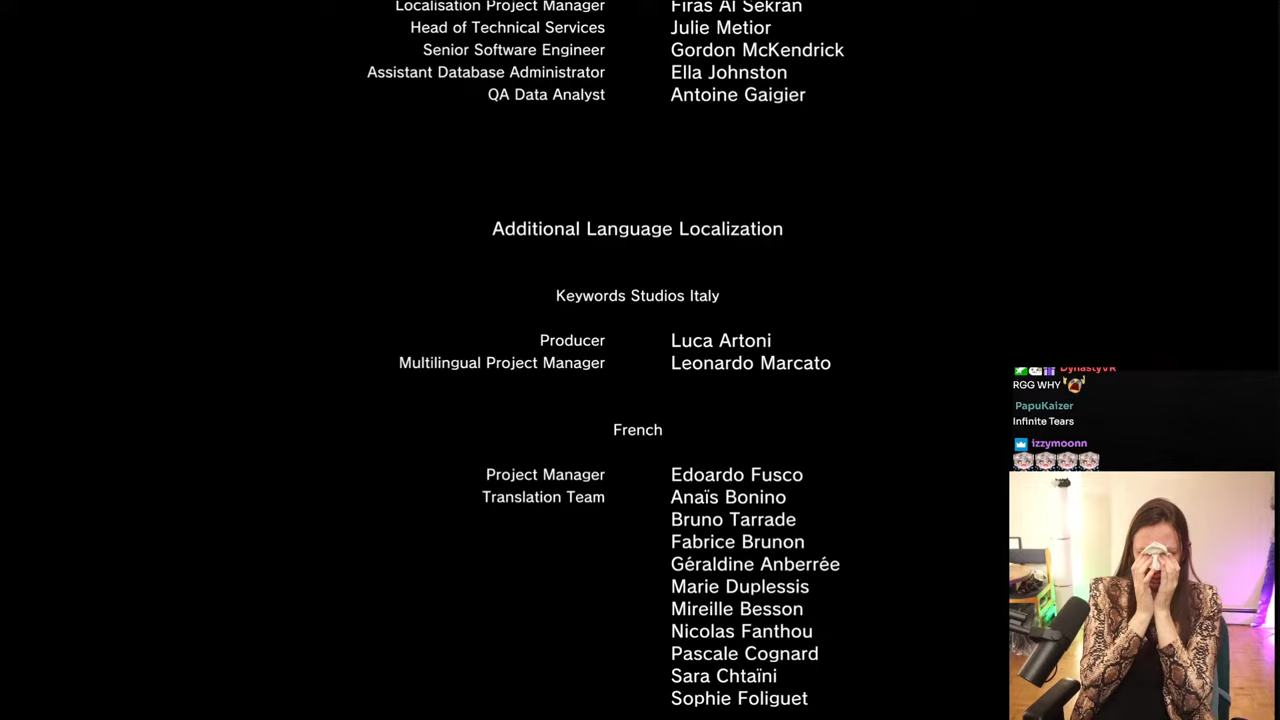 Localisation Project Manager Firas Al Sekran
Head of Technical Services Julie Metior
Senior Software Engineer Gordon McKendrick
Assistant Database Administrator Ella Johnston
QA Data Analyst Antoine Gaigier
Additional Language Localization
Keywords Studios Italy
Producer Luca Artoni
Multilingual Project Manager Leonardo Marcato
French
Project Manager Edoardo Fusco
Translation Team Anaïs Bonino
Bruno Tarrade
Fabrice Brunon
Géraldine Anberrée
Marie Duplessis
Mireille Besson
Nicolas Fanthou
Pascale Cognard
Sara Chtaïni
Sophie Foliguet
DynastyVR
RGG WHY
PapuKaizer
Infinite Tears
izzymoonn